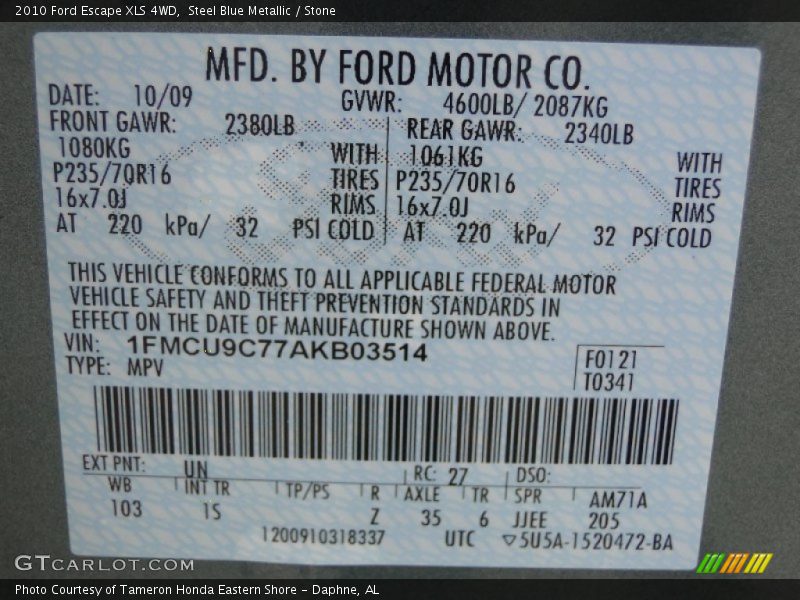 2010 Ford Escape XLS 4WD, Steel Blue Metallic / Stone
MFD. BY FORD MOTOR CO.
DATE: 10/09 GVWR: 4600LB/ 2087KG
FRONT GAWR: 2380LB REAR GAWR: 2340LB
1080KG WITH 1061KG WITH
P235/70R16 TIRES P235/70R16 TIRES
16x7.0J RIMS 16x7.0J RIMS
AT 220 kPa/ 32 PSI COLD AT 220 kPa/ 32 PSI COLD
THIS VEHICLE CONFORMS TO ALL APPLICABLE FEDERAL MOTOR
VEHICLE SAFETY AND THEFT PREVENTION STANDARDS IN
EFFECT ON THE DATE OF MANUFACTURE SHOWN ABOVE.
VIN: 1FMCU9C77AKB03514 F0121
TYPE: MPV T0341
EXT PNT: UN RC: 27 DSO:
WB INT TR TP/PS R AXLE TR SPR AM71A
103 1S Z 35 6 JJEE 205
1200910318337 UTC ▽5U5A-1520472-BA
GTCARLOT.COM
Photo Courtesy of Tameron Honda Eastern Shore – Daphne, AL